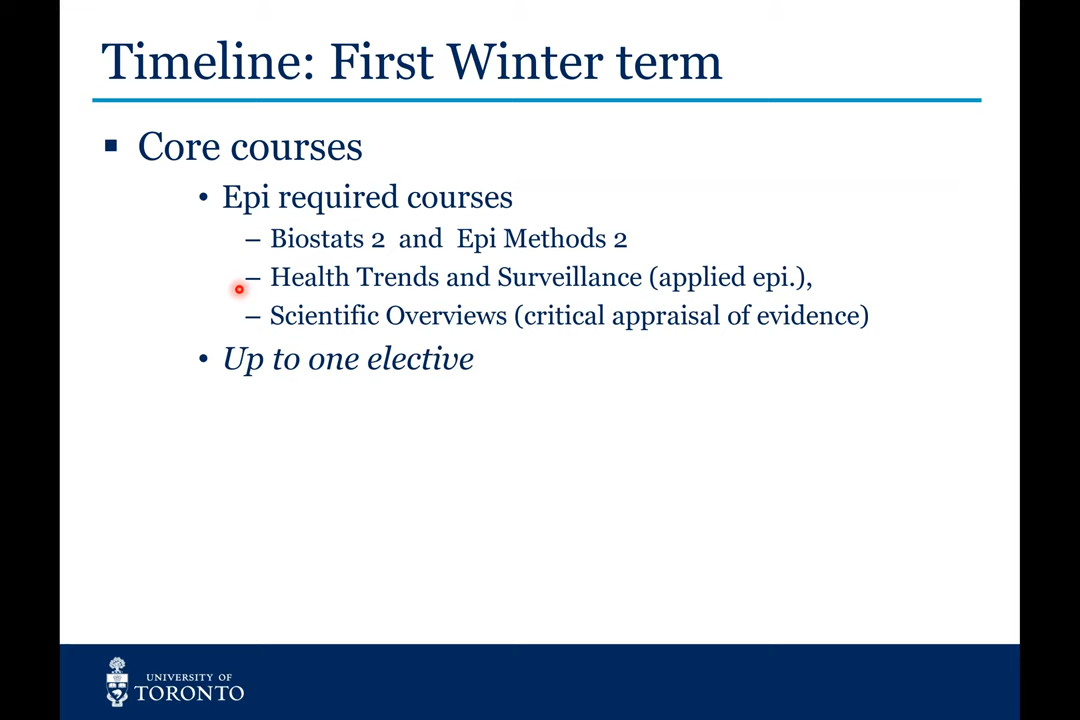 Timeline: First Winter term
▪ Core courses
• Epi required courses
– Biostats 2 and Epi Methods 2
– Health Trends and Surveillance (applied epi.),
– Scientific Overviews (critical appraisal of evidence)
• Up to one elective
UNIVERSITY OF
TORONTO